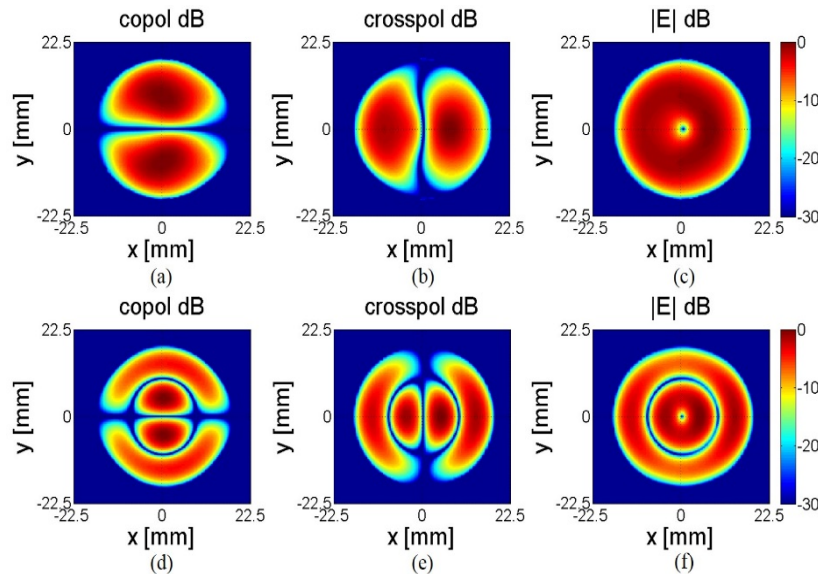 copol dB
crosspol dB
|E| dB
22.5
22.5
22.5
0
y [mm]
0
y [mm]
0
y [mm]
0
-10
-20
-30
-22.5
-22.5
-22.5
-22.5 0 22.5
-22.5 0 22.5
-22.5 0 22.5
x [mm]
x [mm]
x [mm]
(a)
(b)
(c)
copol dB
crosspol dB
|E| dB
22.5
22.5
22.5
0
y [mm]
0
y [mm]
0
y [mm]
0
-10
-20
-30
-22.5
-22.5
-22.5
-22.5 0 22.5
-22.5 0 22.5
-22.5 0 22.5
x [mm]
x [mm]
x [mm]
(d)
(e)
(f)